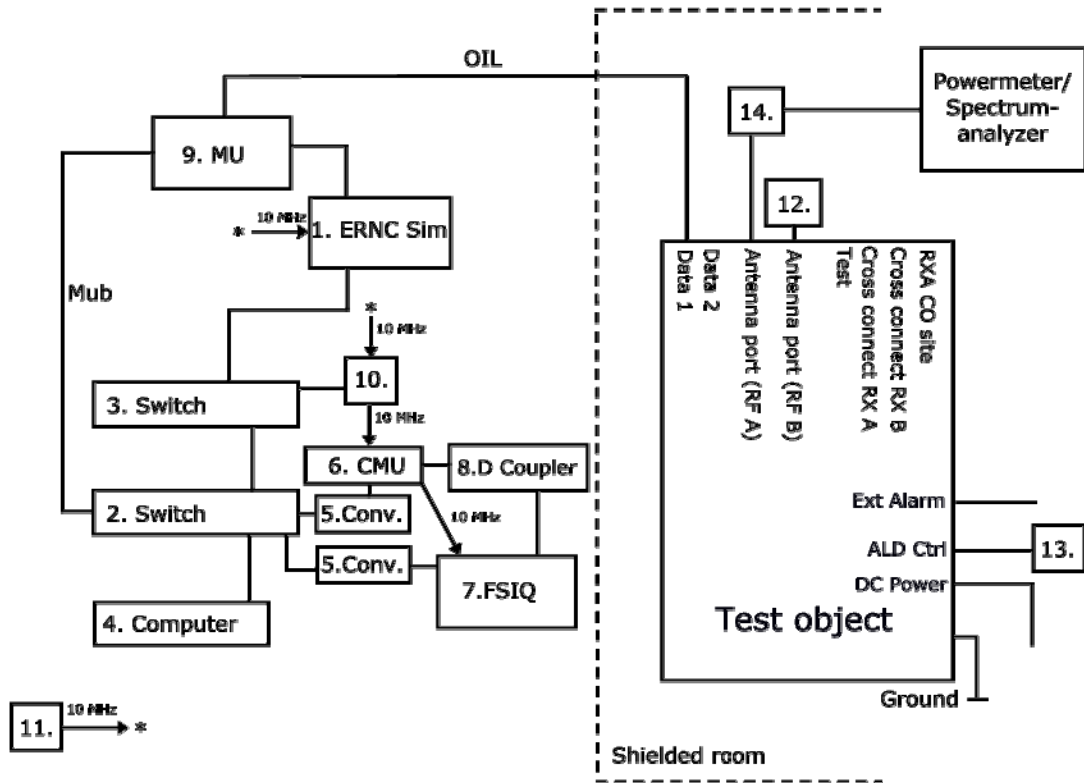 OIL
Powermeter/
Spectrum-
analyzer
14.
9. MU
12.
10 MHz
* 1. ERNC Sim
Mub
*
10 MHz
10.
3. Switch
10 MHz
6. CMU
8.D Coupler
2. Switch
5.Conv.
10 MHz
5.Conv.
7.FSIQ
4. Computer
10 MHz
11. *
Data 1
Data 2
Antenna port (RF A)
Antenna port (RF B)
Test
Cross connect RX A
Cross connect RX B
RXA CO site
Ext Alarm
ALD Ctrl
13.
DC Power
Test object
Ground
Shielded room